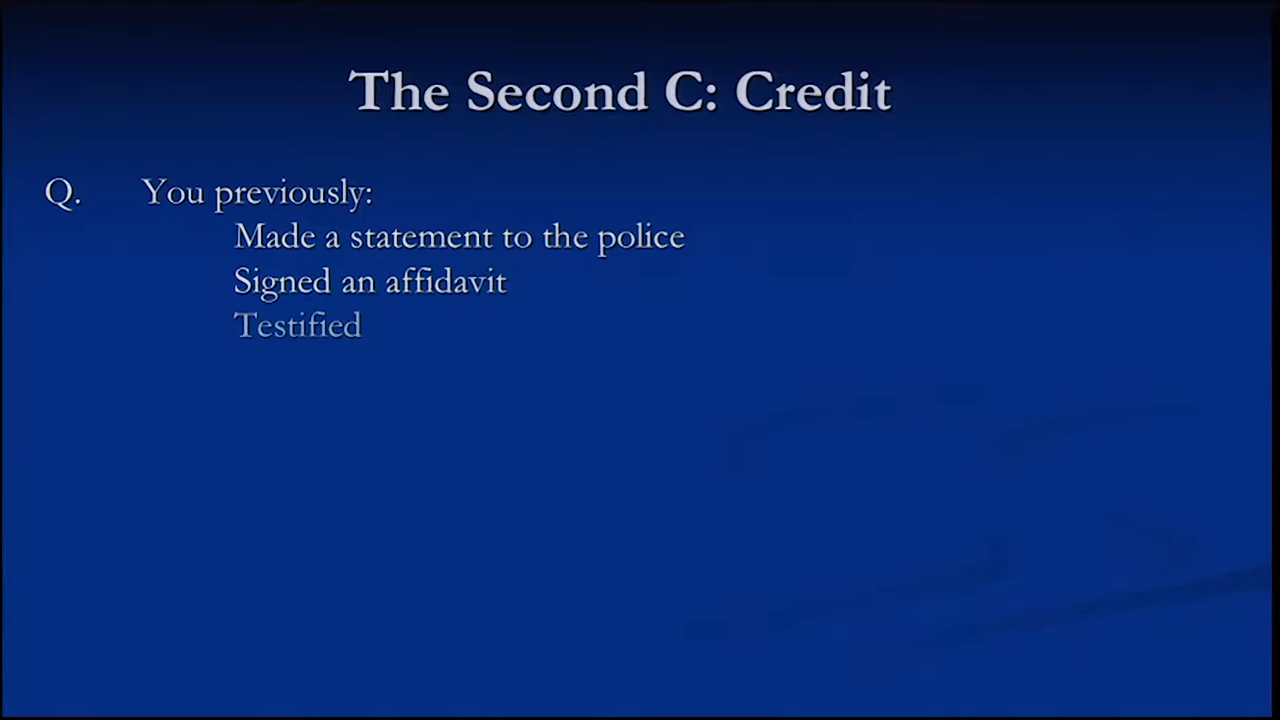 The Second C: Credit
Q. You previously:
Made a statement to the police
Signed an affidavit
Testified